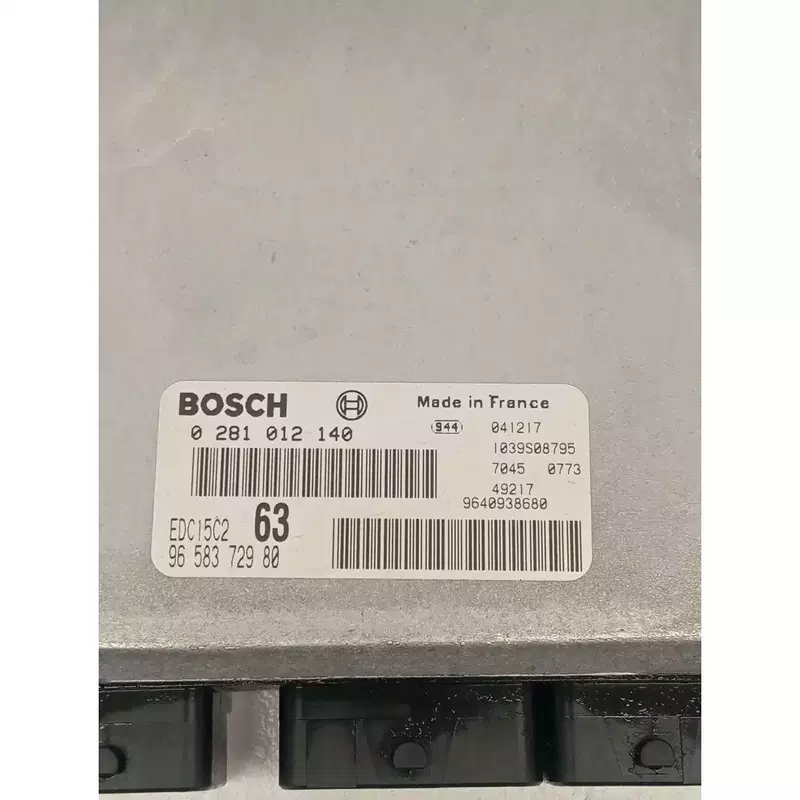 BOSCH Made in France
0 281 012 140 944 041217
1039S08795
7045 0773
49217
9640938680
EDC15C2 63
96 583 729 80